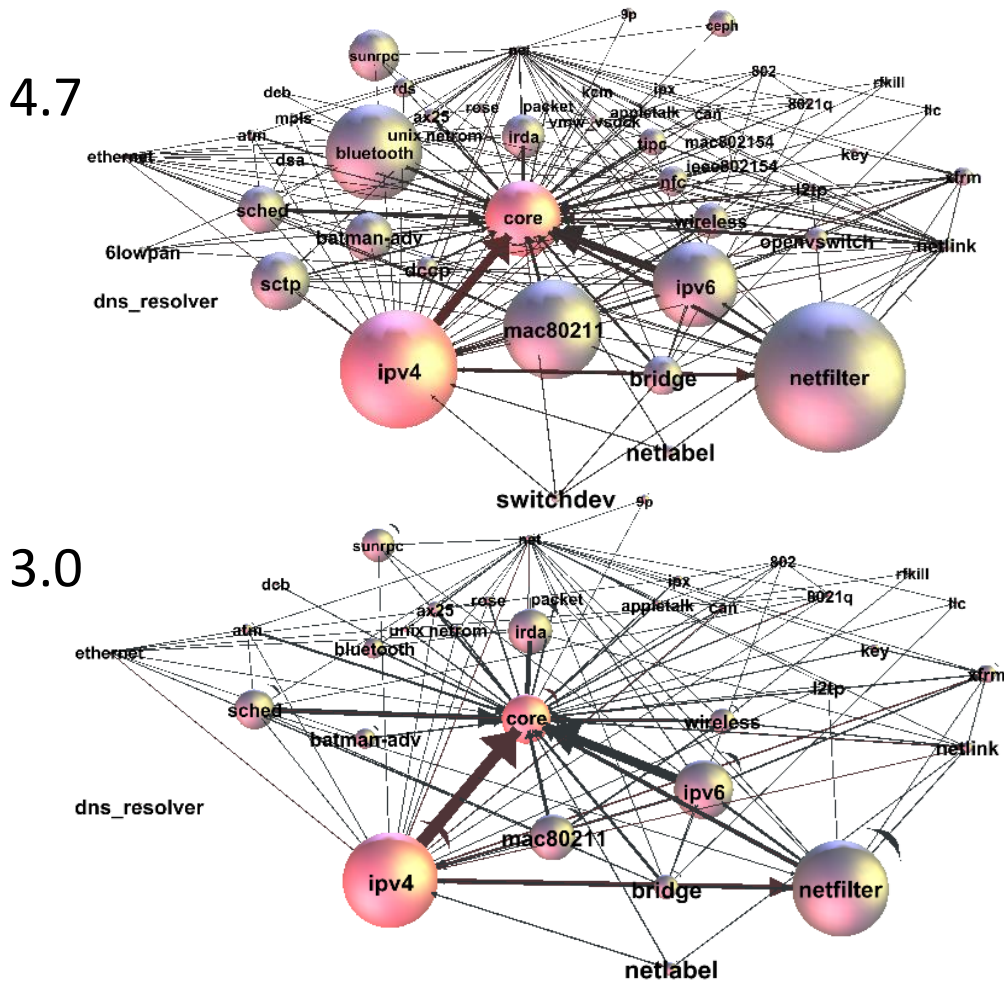 4.7
9p
ceph
sunrpc
net
802
rfkill
deb
rds
kcm
ipx
rose
packet
8021q
llc
mpls
ax25
vmw_vsock
appletalk
can
atm
unix
netrom
irda
tipc
mac802154
ethernet
dsa
bluetooth
ieee802154
key
nfc
l2tp
xfrm
sched
core
wireless
batman-adv
openvswitch
netlink
6lowpan
dccp
sctp
ipv6
dns_resolver
mac80211
ipv4
bridge
netfilter
netlabel
switchdev
3.0
9p
sunrpc
net
802
rfkill
dcb
ipx
rose
packet
8021q
llc
ax25
appletalk
can
atm
unix
netrom
irda
ethernet
bluetooth
key
xfrm
l2tp
sched
core
wireless
batman-adv
netlink
ipv6
dns_resolver
mac80211
ipv4
bridge
netfilter
netlabel